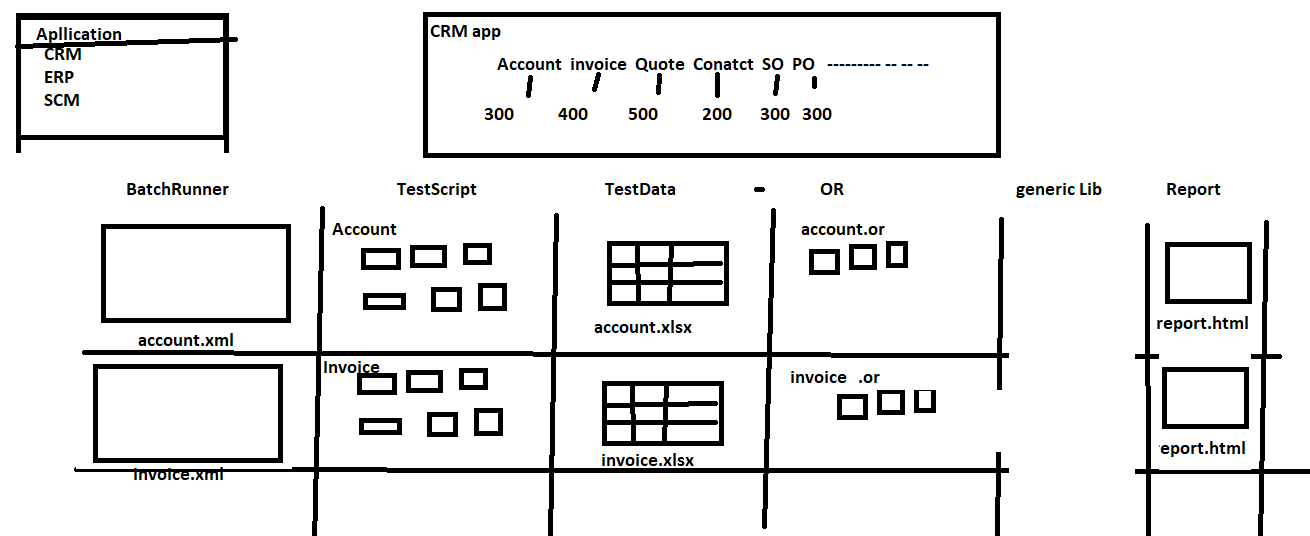 Apllication
CRM
ERP
SCM
CRM app
Account invoice Quote Conatct SO PO --------- -- -- --
300 400 500 200 300 300
BatchRunner TestScript TestData - OR generic Lib Report
Account account.or
account.xml account.xlsx report.html
Invoice invoice .or
invoice.xml invoice.xlsx report.html